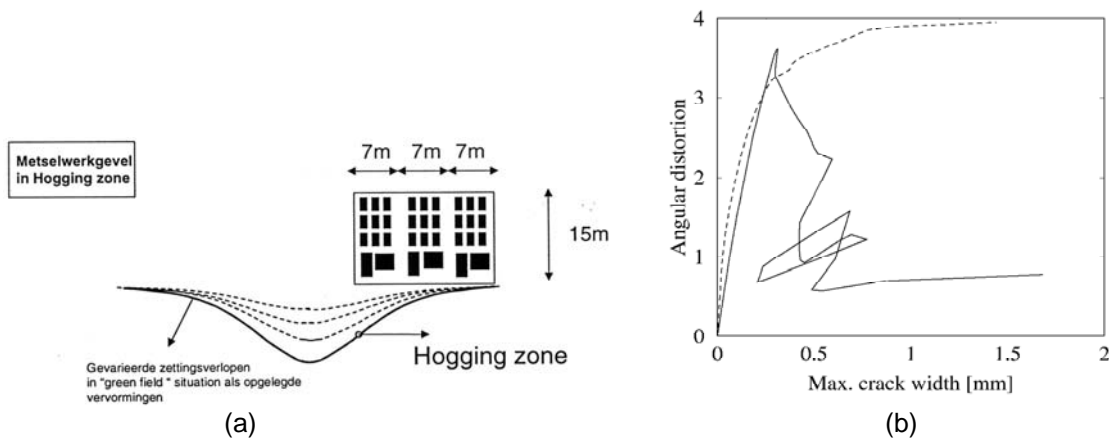 Metselwerkgevel
in Hogging zone
7m 7m 7m
15m
Hogging zone
Gevarieerde zettingsverlopen
in "green field " situation als opgelegde
vervormingen
(a)
4
3
2
1
0
Angular distortion
0 0.5 1 1.5 2
Max. crack width [mm]
(b)